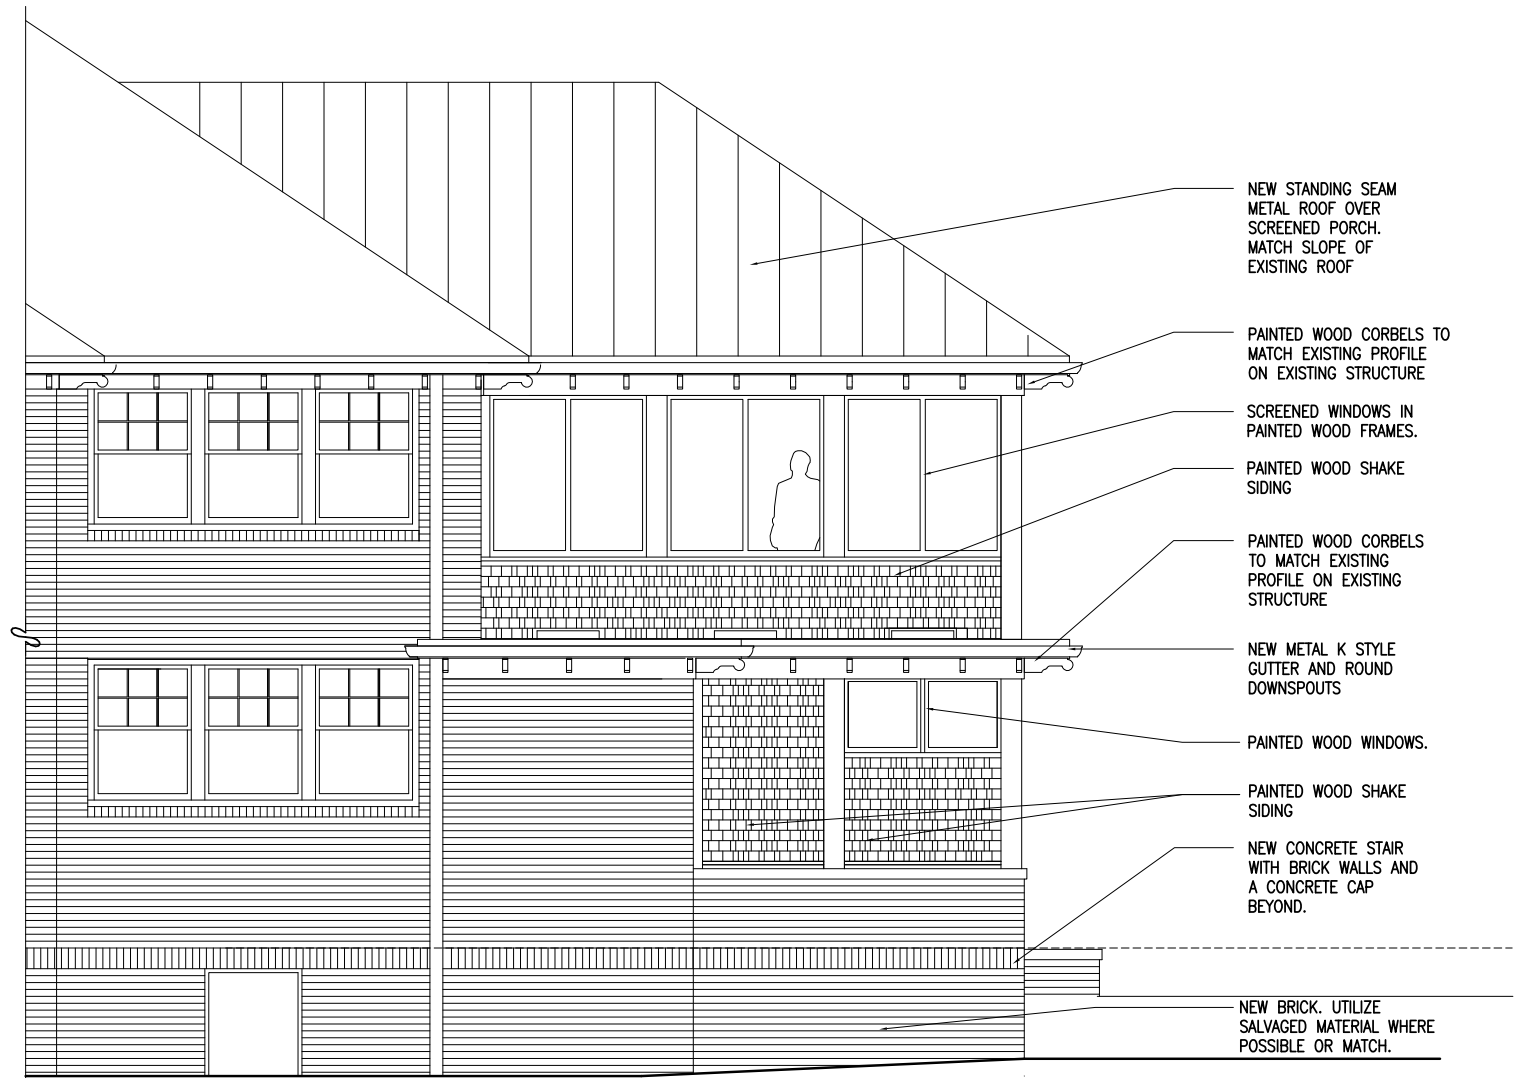 NEW STANDING SEAM
METAL ROOF OVER
SCREENED PORCH.
MATCH SLOPE OF
EXISTING ROOF
PAINTED WOOD CORBELS TO
MATCH EXISTING PROFILE
ON EXISTING STRUCTURE
SCREENED WINDOWS IN
PAINTED WOOD FRAMES.
PAINTED WOOD SHAKE
SIDING
PAINTED WOOD CORBELS
TO MATCH EXISTING
PROFILE ON EXISTING
STRUCTURE
NEW METAL K STYLE
GUTTER AND ROUND
DOWNSPOUTS
PAINTED WOOD WINDOWS.
PAINTED WOOD SHAKE
SIDING
NEW CONCRETE STAIR
WITH BRICK WALLS AND
A CONCRETE CAP
BEYOND.
NEW BRICK. UTILIZE
SALVAGED MATERIAL WHERE
POSSIBLE OR MATCH.